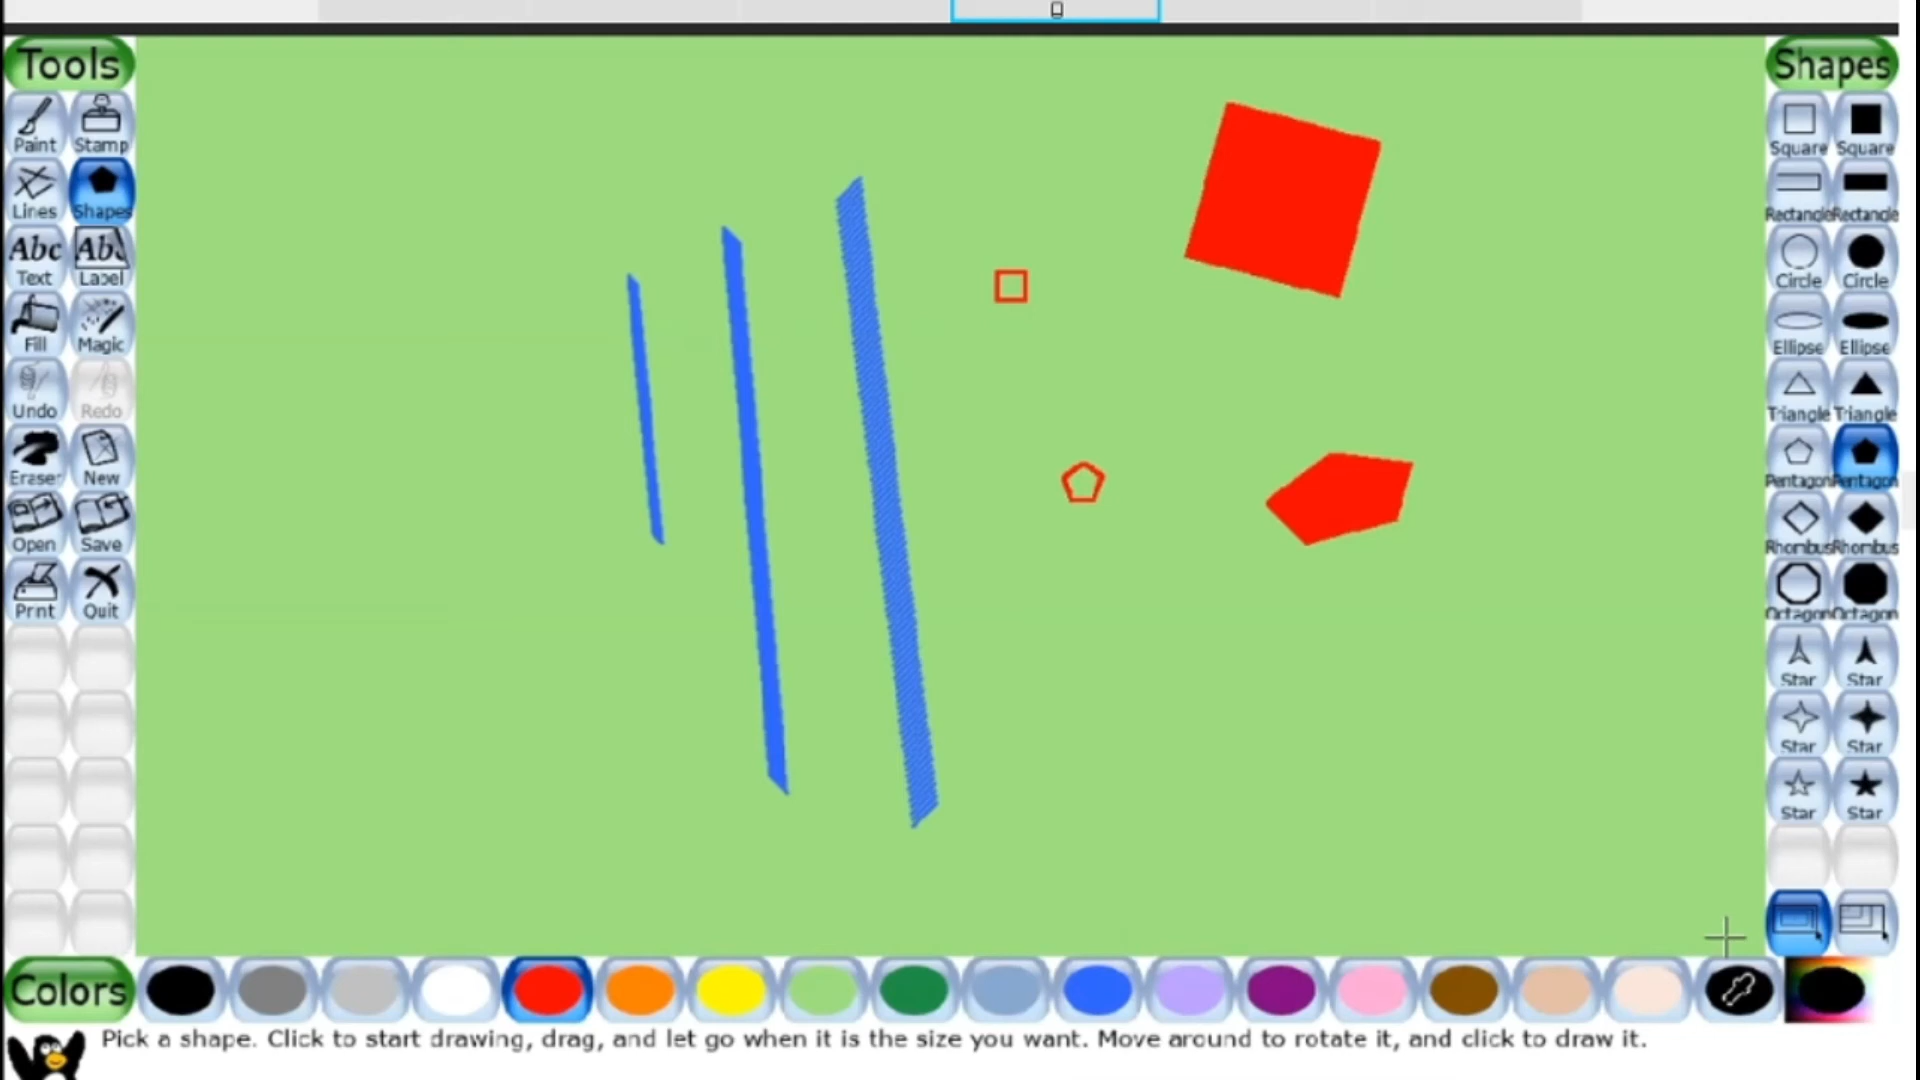 Tools
Shapes
Paint Stamp
Lines Shapes
Abc Abc
Text Label
Fill Magic
Undo Redo
Eraser New
Open Save
Print Quit
Square Square
Rectangle Rectangle
Circle Circle
Ellipse Ellipse
Triangle Triangle
Pentagon Pentagon
Rhombus Rhombus
Octagon Octagon
Star Star
Star Star
Star Star
Colors
Pick a shape. Click to start drawing, drag, and let go when it is the size you want. Move around to rotate it, and click to draw it.